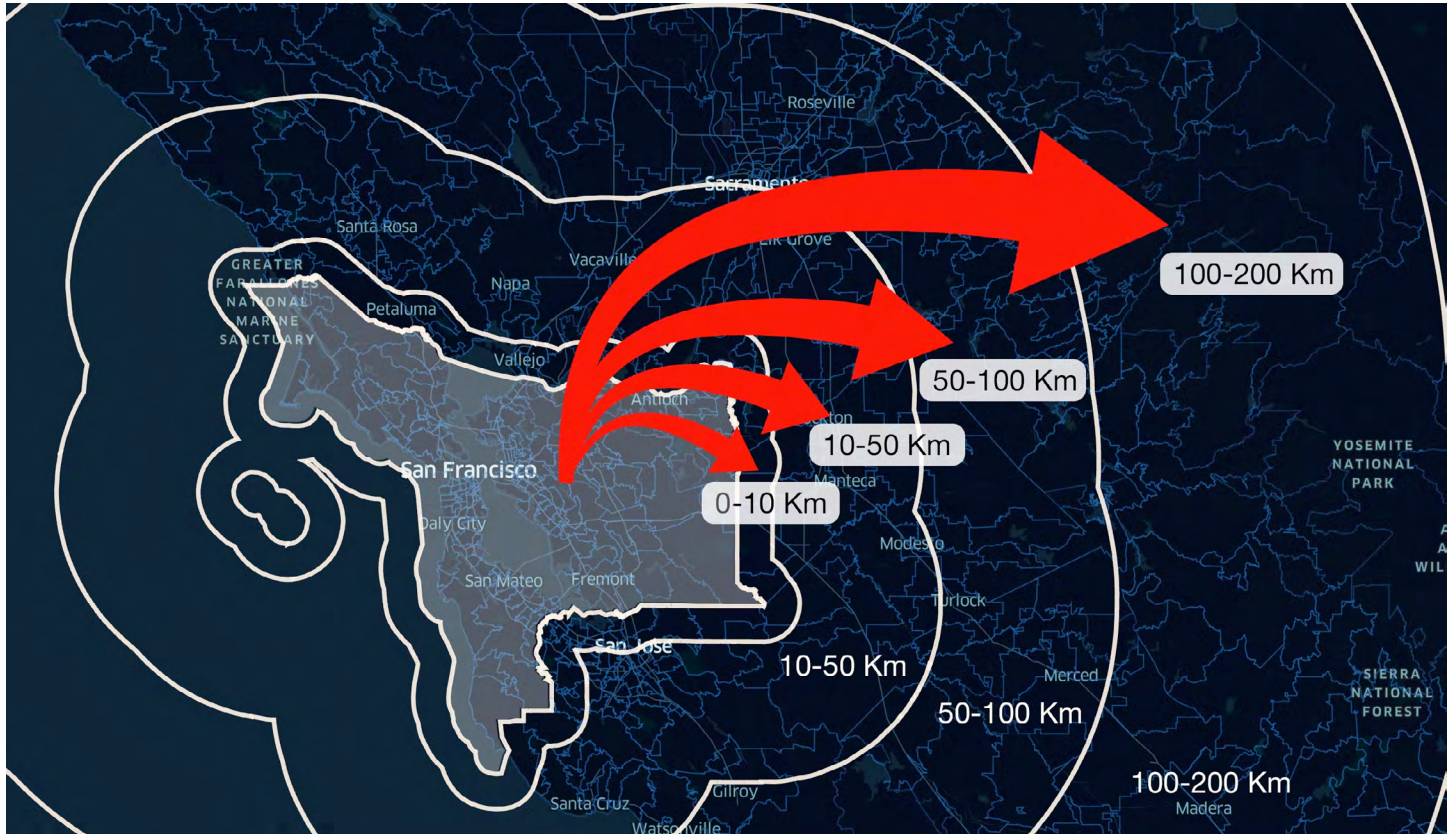 Roseville
Sacramento
Santa Rosa
Elk Grove
Vacaville
GREATER
FARALLONES
NATIONAL
MARINE
SANCTUARY
100-200 Km
Napa
Petaluma
Vallejo
50-100 Km
Antioch
10-50 Km
San Francisco
YOSEMITE
NATIONAL
PARK
Manteca
0-10 Km
Daly City
Modesto
San Mateo
Fremont
Turlock
San Jose
10-50 Km
Merced
SIERRA
NATIONAL
FOREST
50-100 Km
100-200 Km
Gilroy
Santa Cruz
Madera
Watsonville